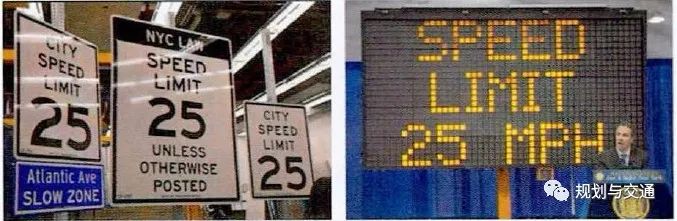 CITY
SPEED
LIMIT
25
Atlantic Ave
SLOW ZONE
NYC LAW
SPEED
LIMIT
25
UNLESS
OTHERWISE
POSTED
CITY
SPEED
LIMIT
25
SPEED
LIMIT
25 MPH
规划与交通